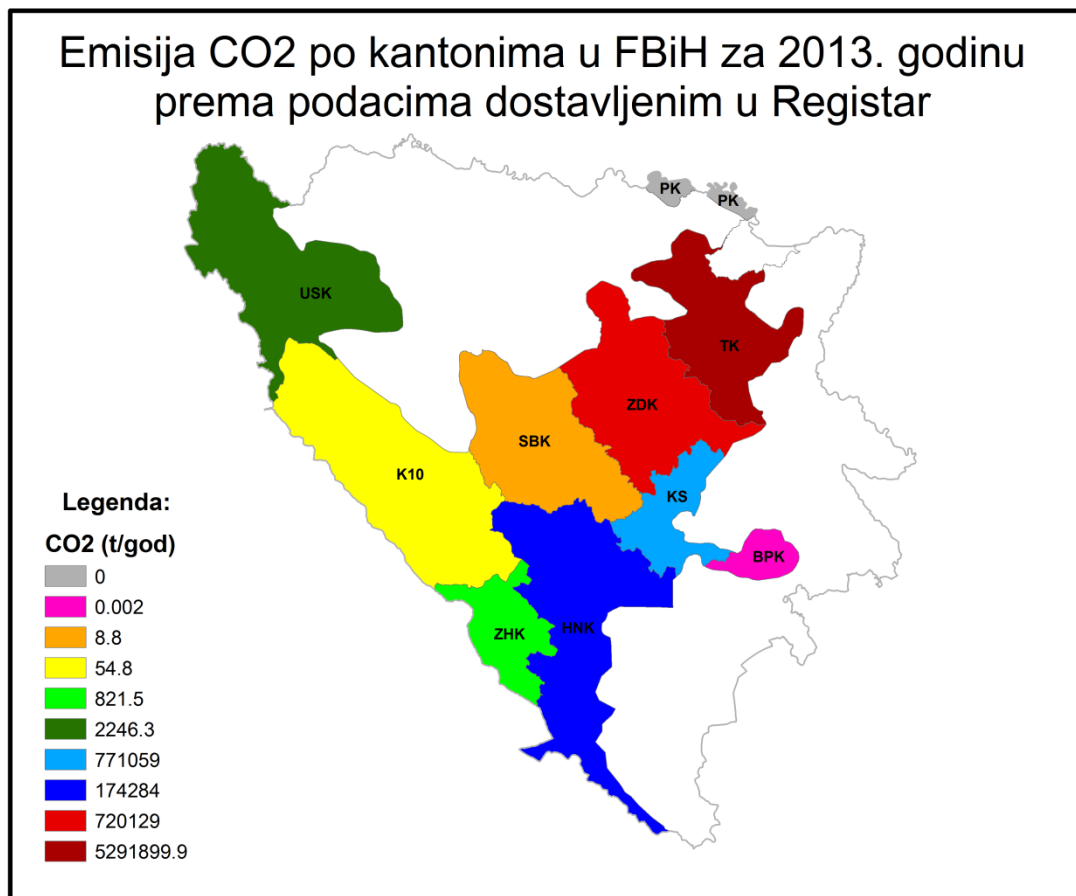 Emisija CO2 po kantonima u FBiH za 2013. godinu
prema podacima dostavljenim u Registar
PK
PK
USK
TK
ZDK
SBK
K10
KS
BPK
ZHK
HNK
Legenda:
CO2 (t/god)
0
0.002
8.8
54.8
821.5
2246.3
771059
174284
720129
5291899.9